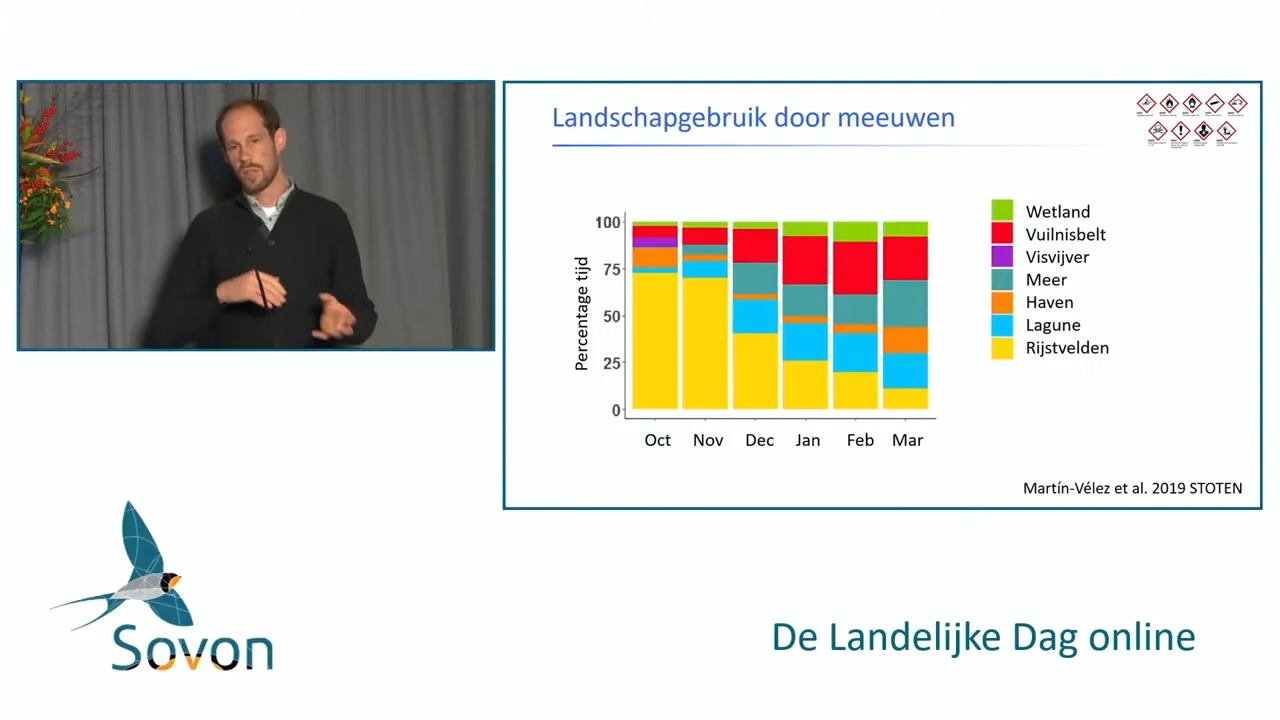 Landschapgebruik door meeuwen
Percentage tijd
100
75
50
25
0
Oct Nov Dec Jan Feb Mar
Wetland
Vuilnisbelt
Visvijver
Meer
Haven
Lagune
Rijstvelden
Martín-Vélez et al. 2019 STOTEN
Sovon
De Landelijke Dag online